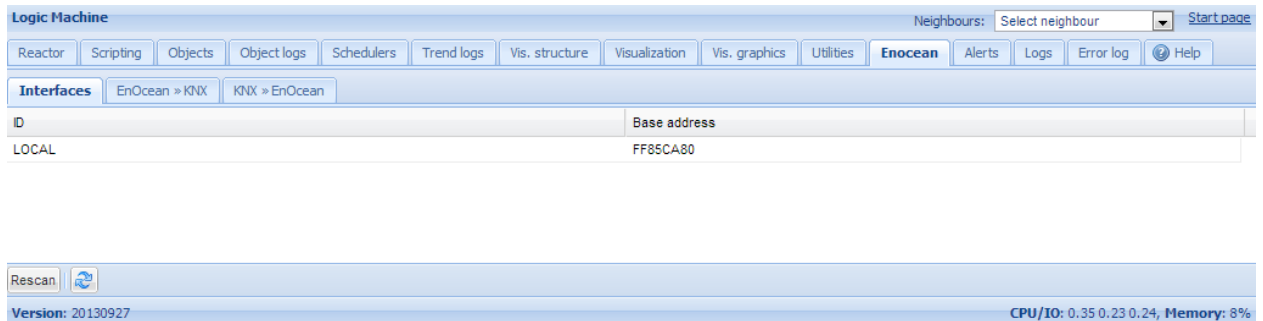 Logic Machine Neighbours: Select neighbour Start page
Reactor Scripting Objects Object logs Schedulers Trend logs Vis. structure Visualization Vis. graphics Utilities Enocean Alerts Logs Error log Help
Interfaces EnOcean » KNX KNX » EnOcean
ID Base address
LOCAL FF85CA80
Rescan
Version: 20130927 CPU/IO: 0.35 0.23 0.24, Memory: 8%